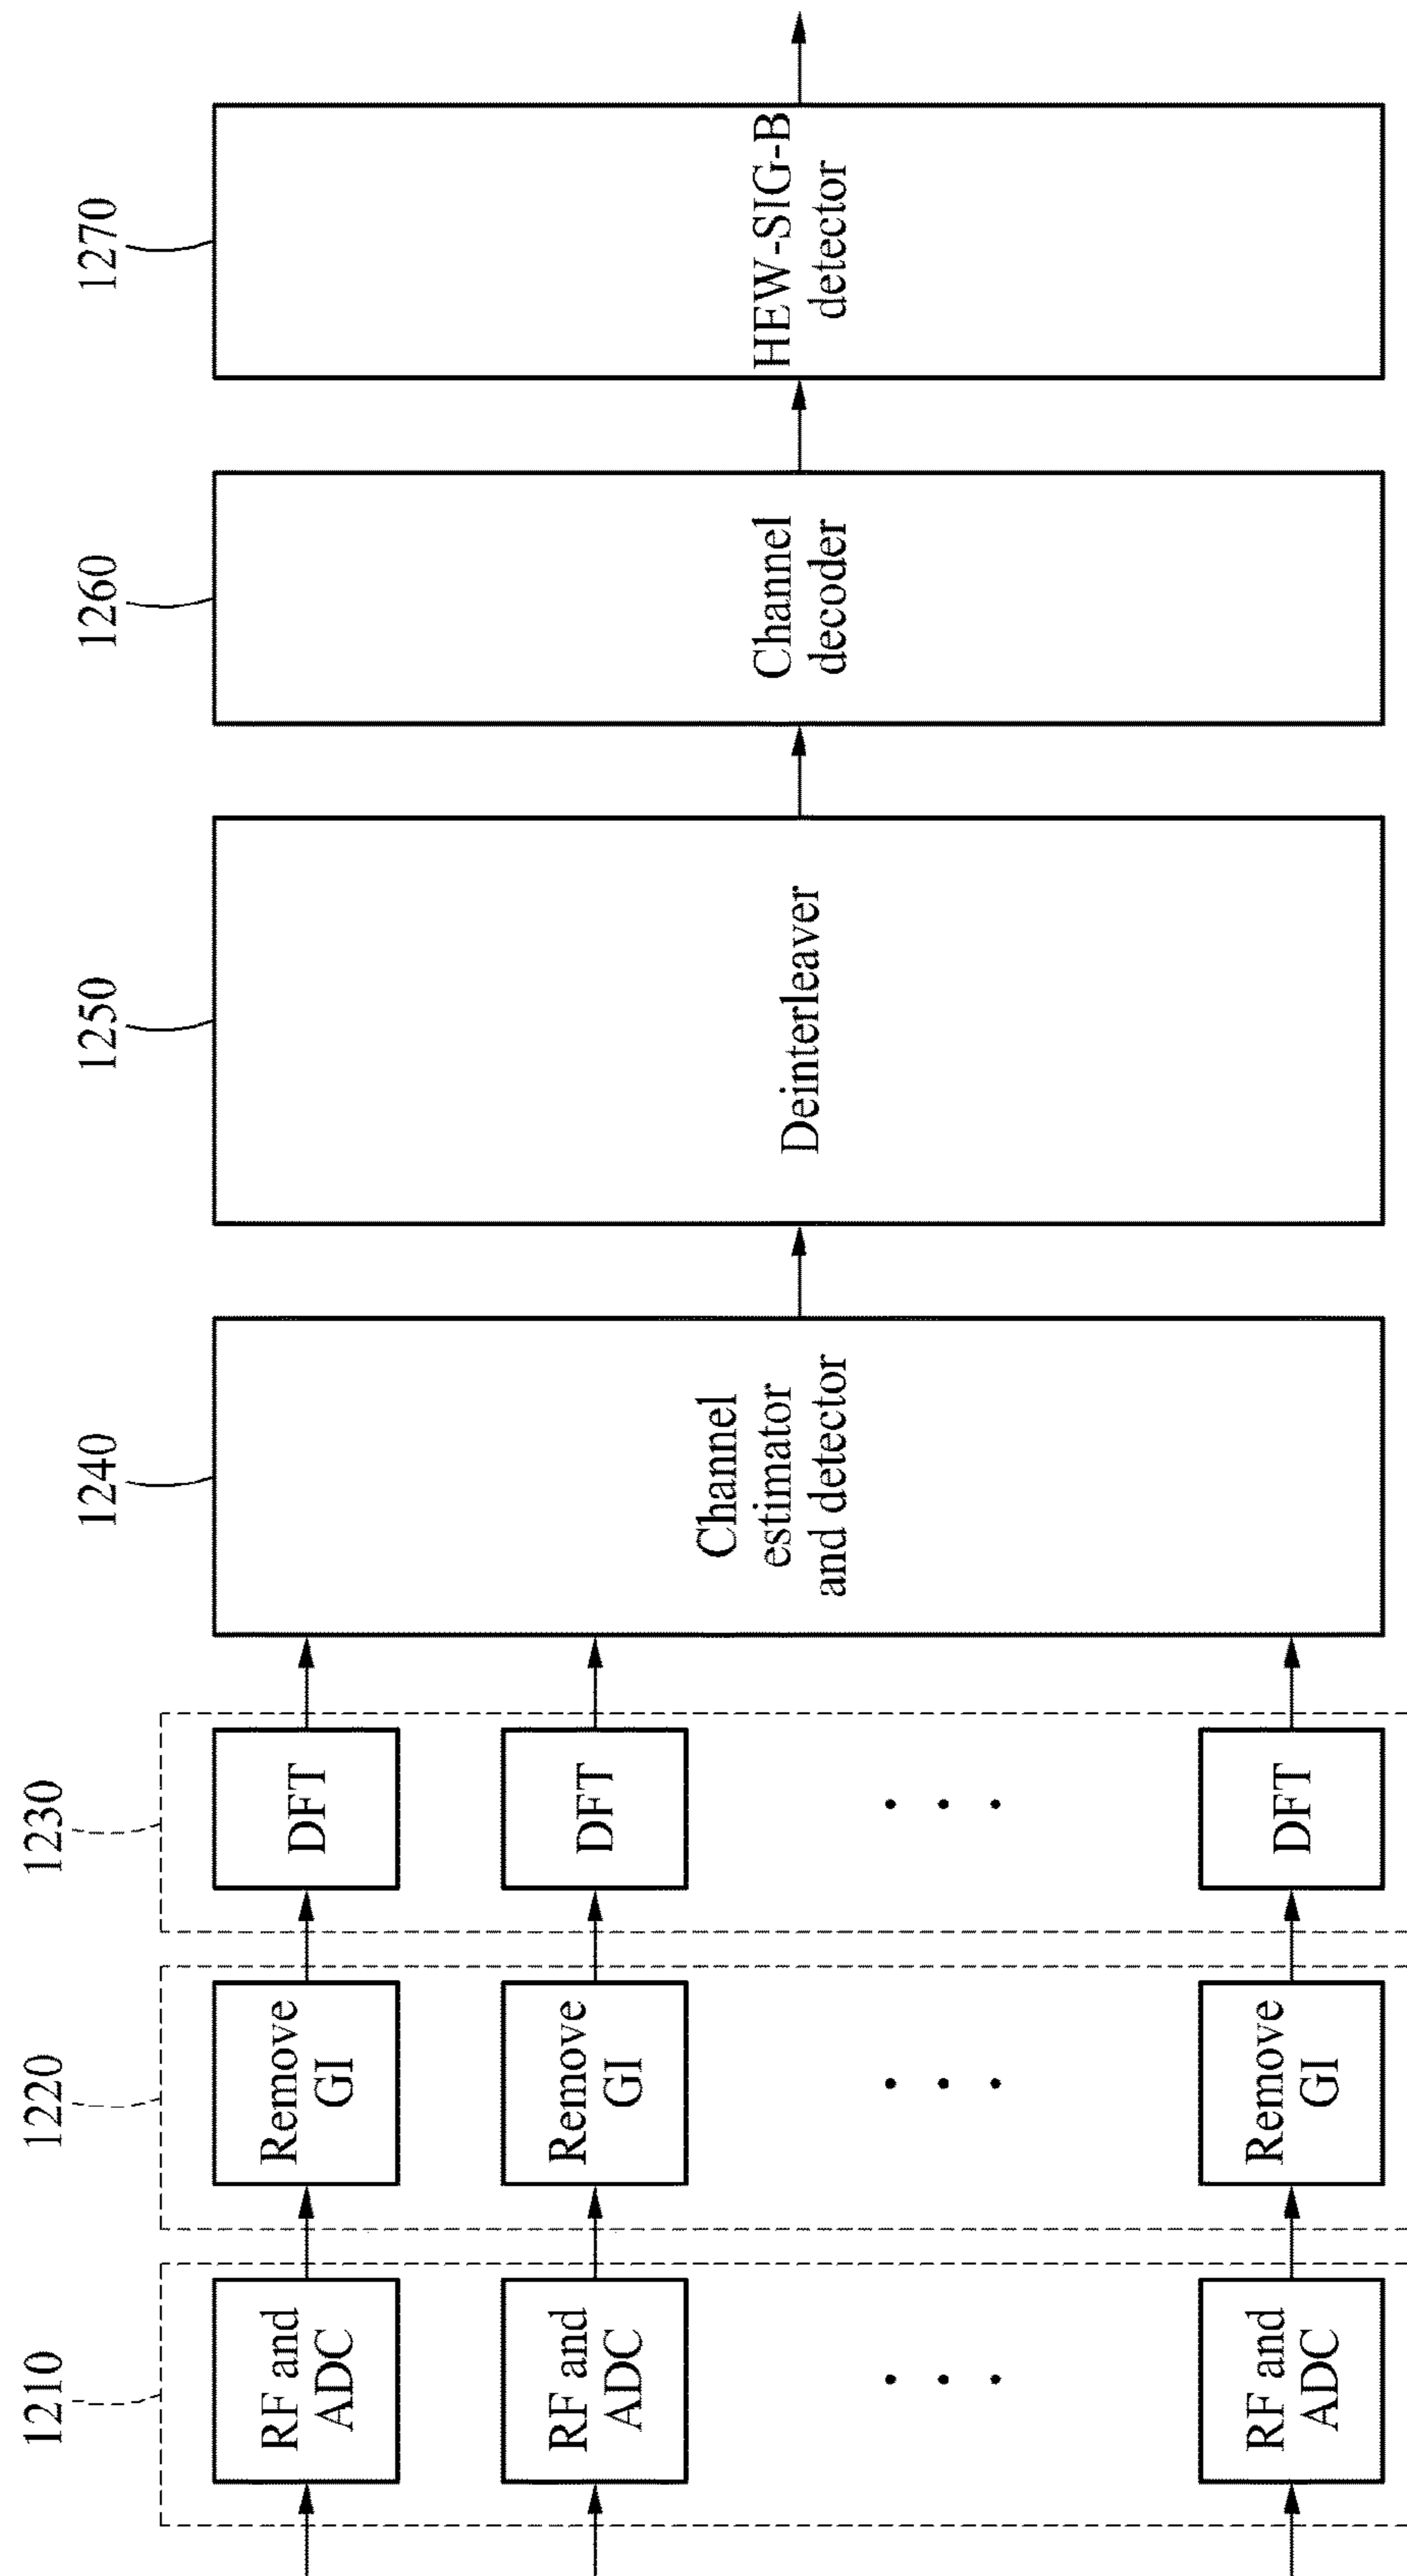 1210
1220
1230
1240
1250
1260
1270
RF and
ADC
Remove
GI
DFT
RF and
ADC
Remove
GI
DFT
RF and
ADC
Remove
GI
DFT
Channel
estimator
and detector
Deinterleaver
Channel
decoder
HEW-SIG-B
detector